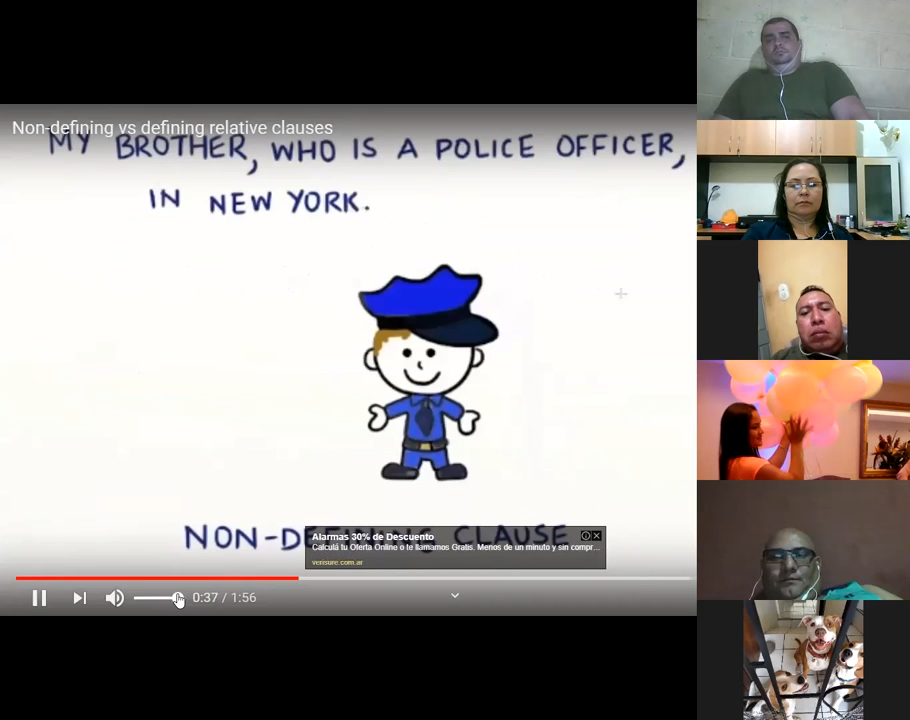 Non-defining vs defining relative clauses
MY BROTHER, WHO IS A POLICE OFFICER,
IN NEW YORK.
NON-DEFINING CLAUSE
Alarmas 30% de Descuento
Calculá tu Oferta Online o te llamamos Gratis. Menos de un minuto y sin compr...
verisure.com.ar
0:37 / 1:56